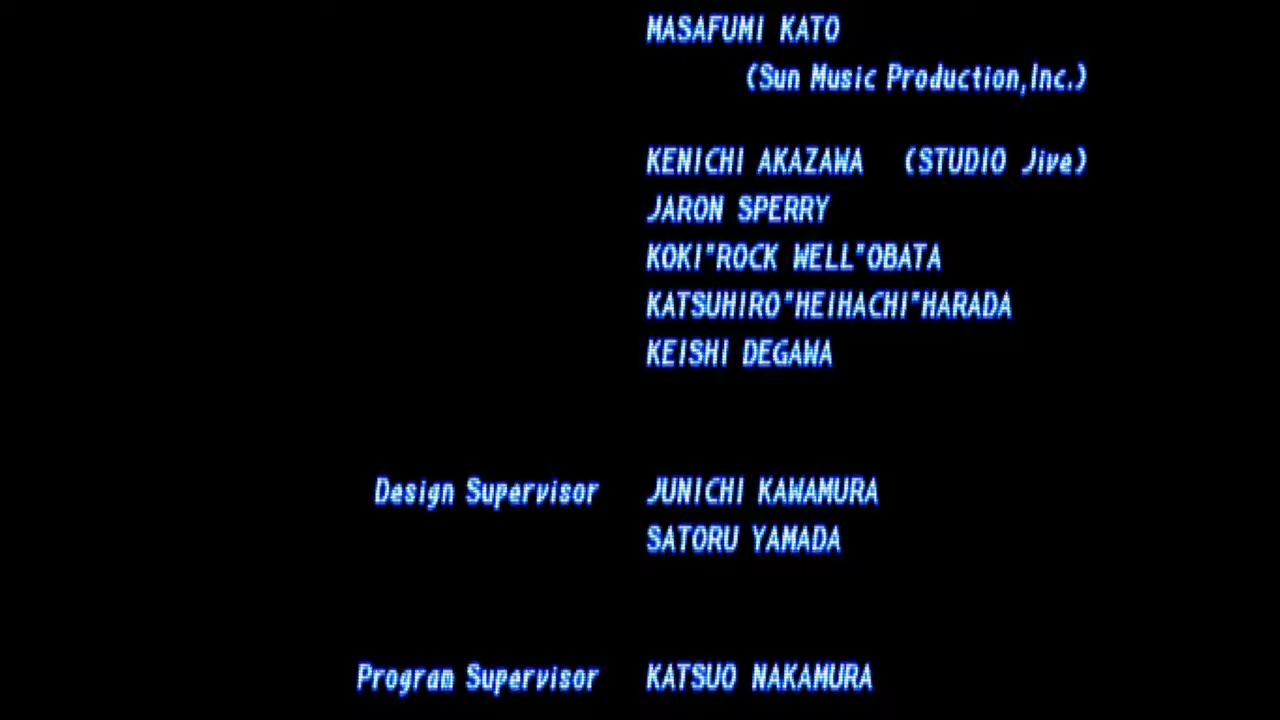 MASAFUMI KATO
(Sun Music Production,Inc.)
KENICHI AKAZAWA (STUDIO Jive)
JARON SPERRY
KOKI"ROCK WELL"OBATA
KATSUHIRO"HEIHACHI"HARADA
KEISHI DEGAWA
Design Supervisor JUNICHI KAWAMURA
SATORU YAMADA
Program Supervisor KATSUO NAKAMURA